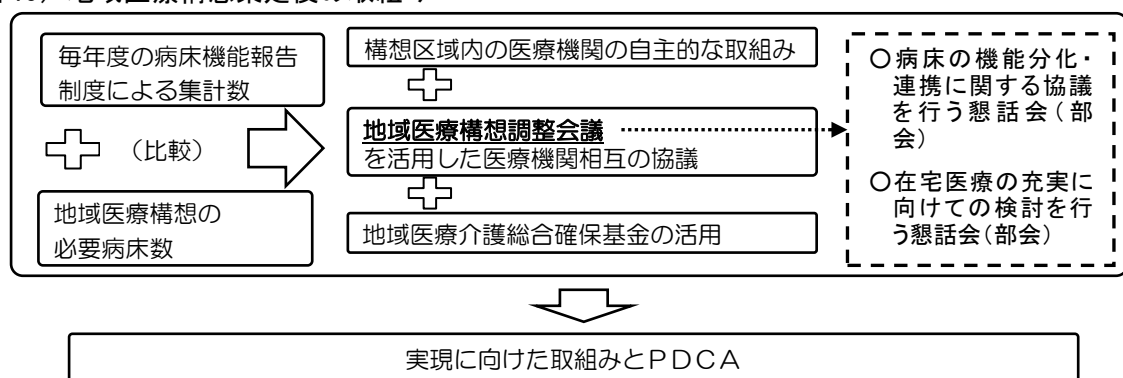 毎年度の病床機能報告
制度による集計数
(比較)
地域医療構想の
必要病床数
構想区域内の医療機関の自主的な取組み
地域医療構想調整会議
を活用した医療機関相互の協議
地域医療介護総合確保基金の活用
〇病床の機能分化・
連携に関する協議
を行う懇話会(部
会)
〇在宅医療の充実に
向けての検討を行
う懇話会(部会)
実現に向けた取組みとPDCA